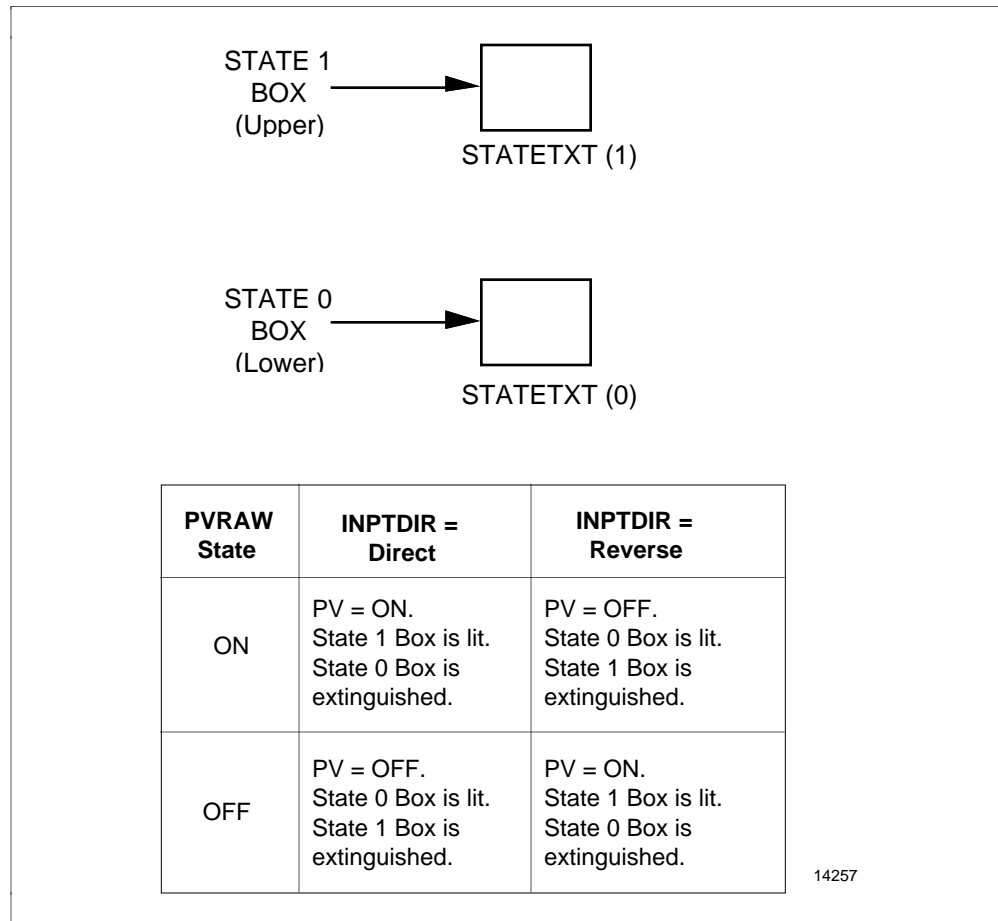 STATE 1
BOX
(Upper)
STATETXT (1)
STATE 0
BOX
(Lower)
STATETXT (0)
PVRAW
State
INPTDIR =
Direct
INPTDIR =
Reverse
ON
PV = ON.
State 1 Box is lit.
State 0 Box is
extinguished.
PV = OFF.
State 0 Box is lit.
State 1 Box is
extinguished.
OFF
PV = OFF.
State 0 Box is lit.
State 1 Box is
extinguished.
PV = ON.
State 1 Box is lit.
State 0 Box is
extinguished.
14257